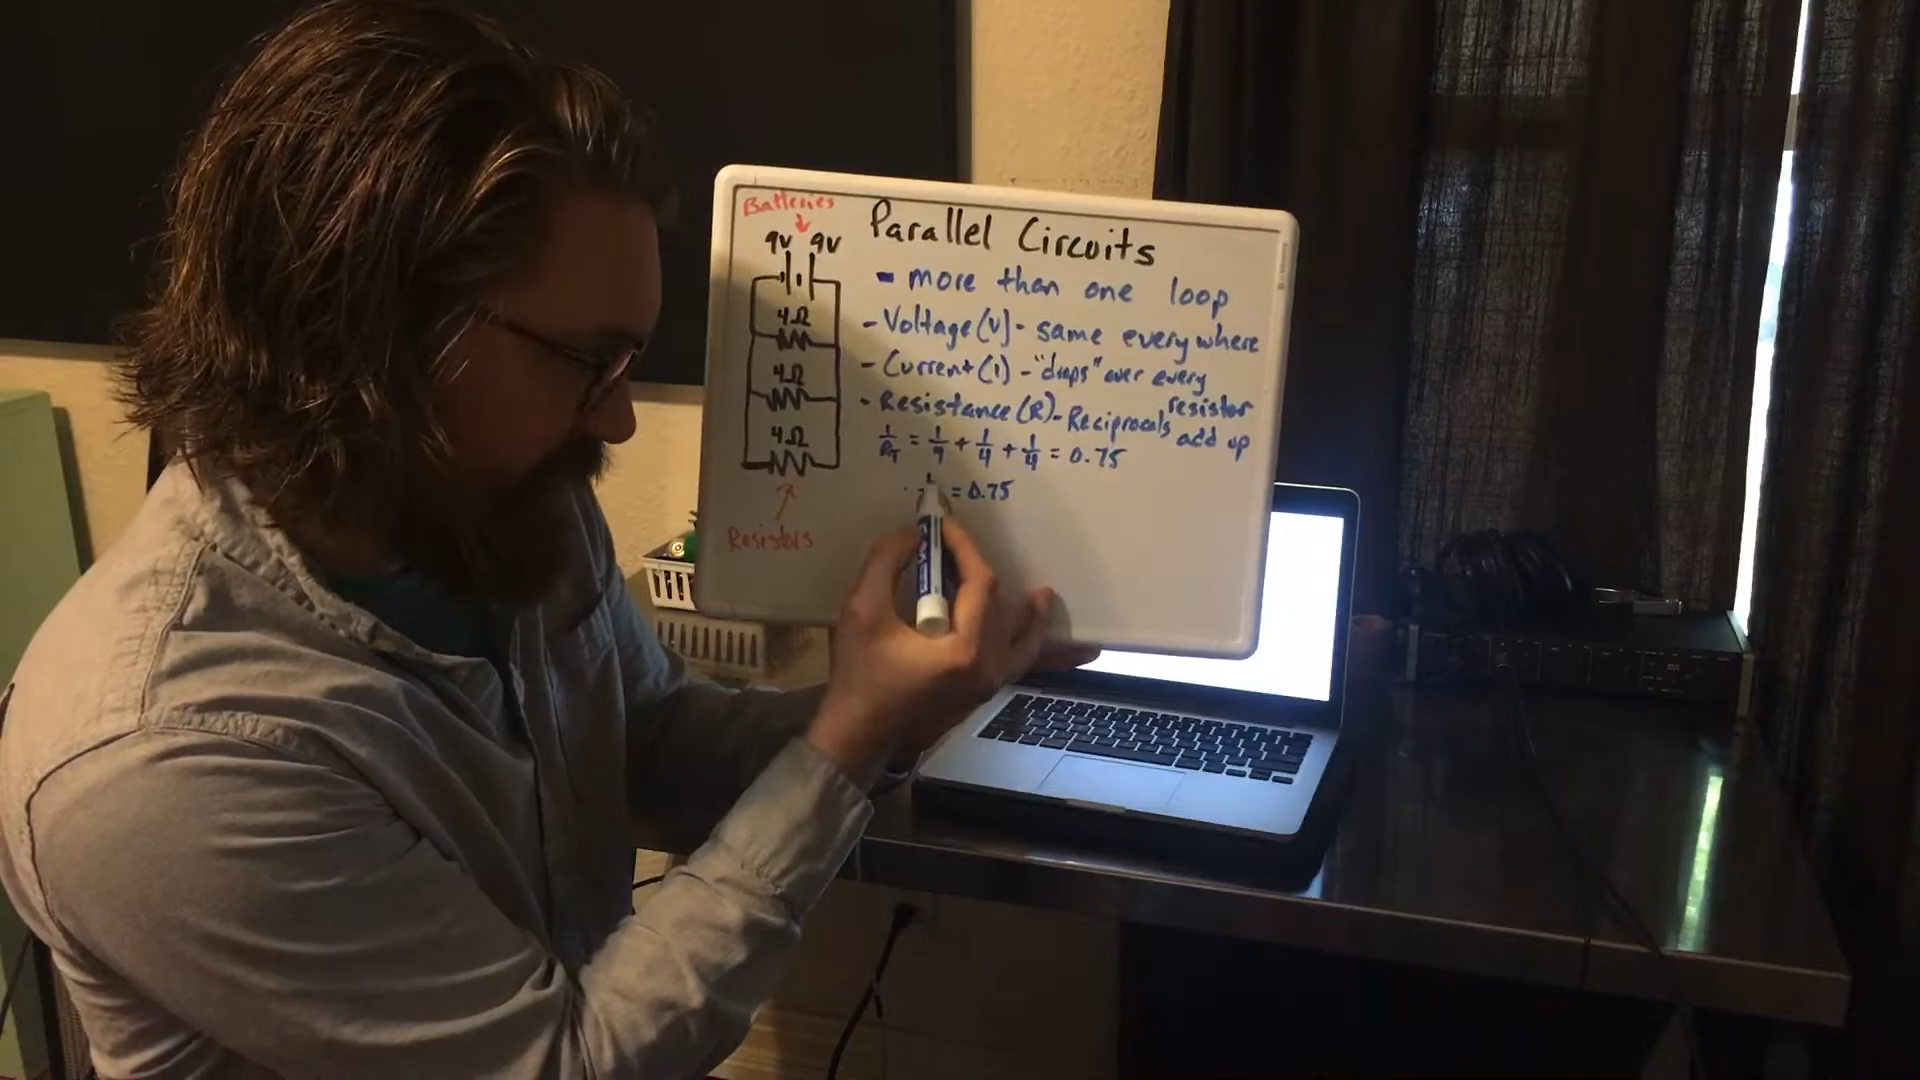 Batteries
9V 9V
4Ω
4Ω
4Ω
Resistors
Parallel Circuits
- more than one loop
- Voltage (V) - same everywhere
- Current (I) - "drops" over every resistor
- Resistance (R) - Reciprocals add up
1/RT = 1/4 + 1/4 + 1/4 = 0.75
= 0.75